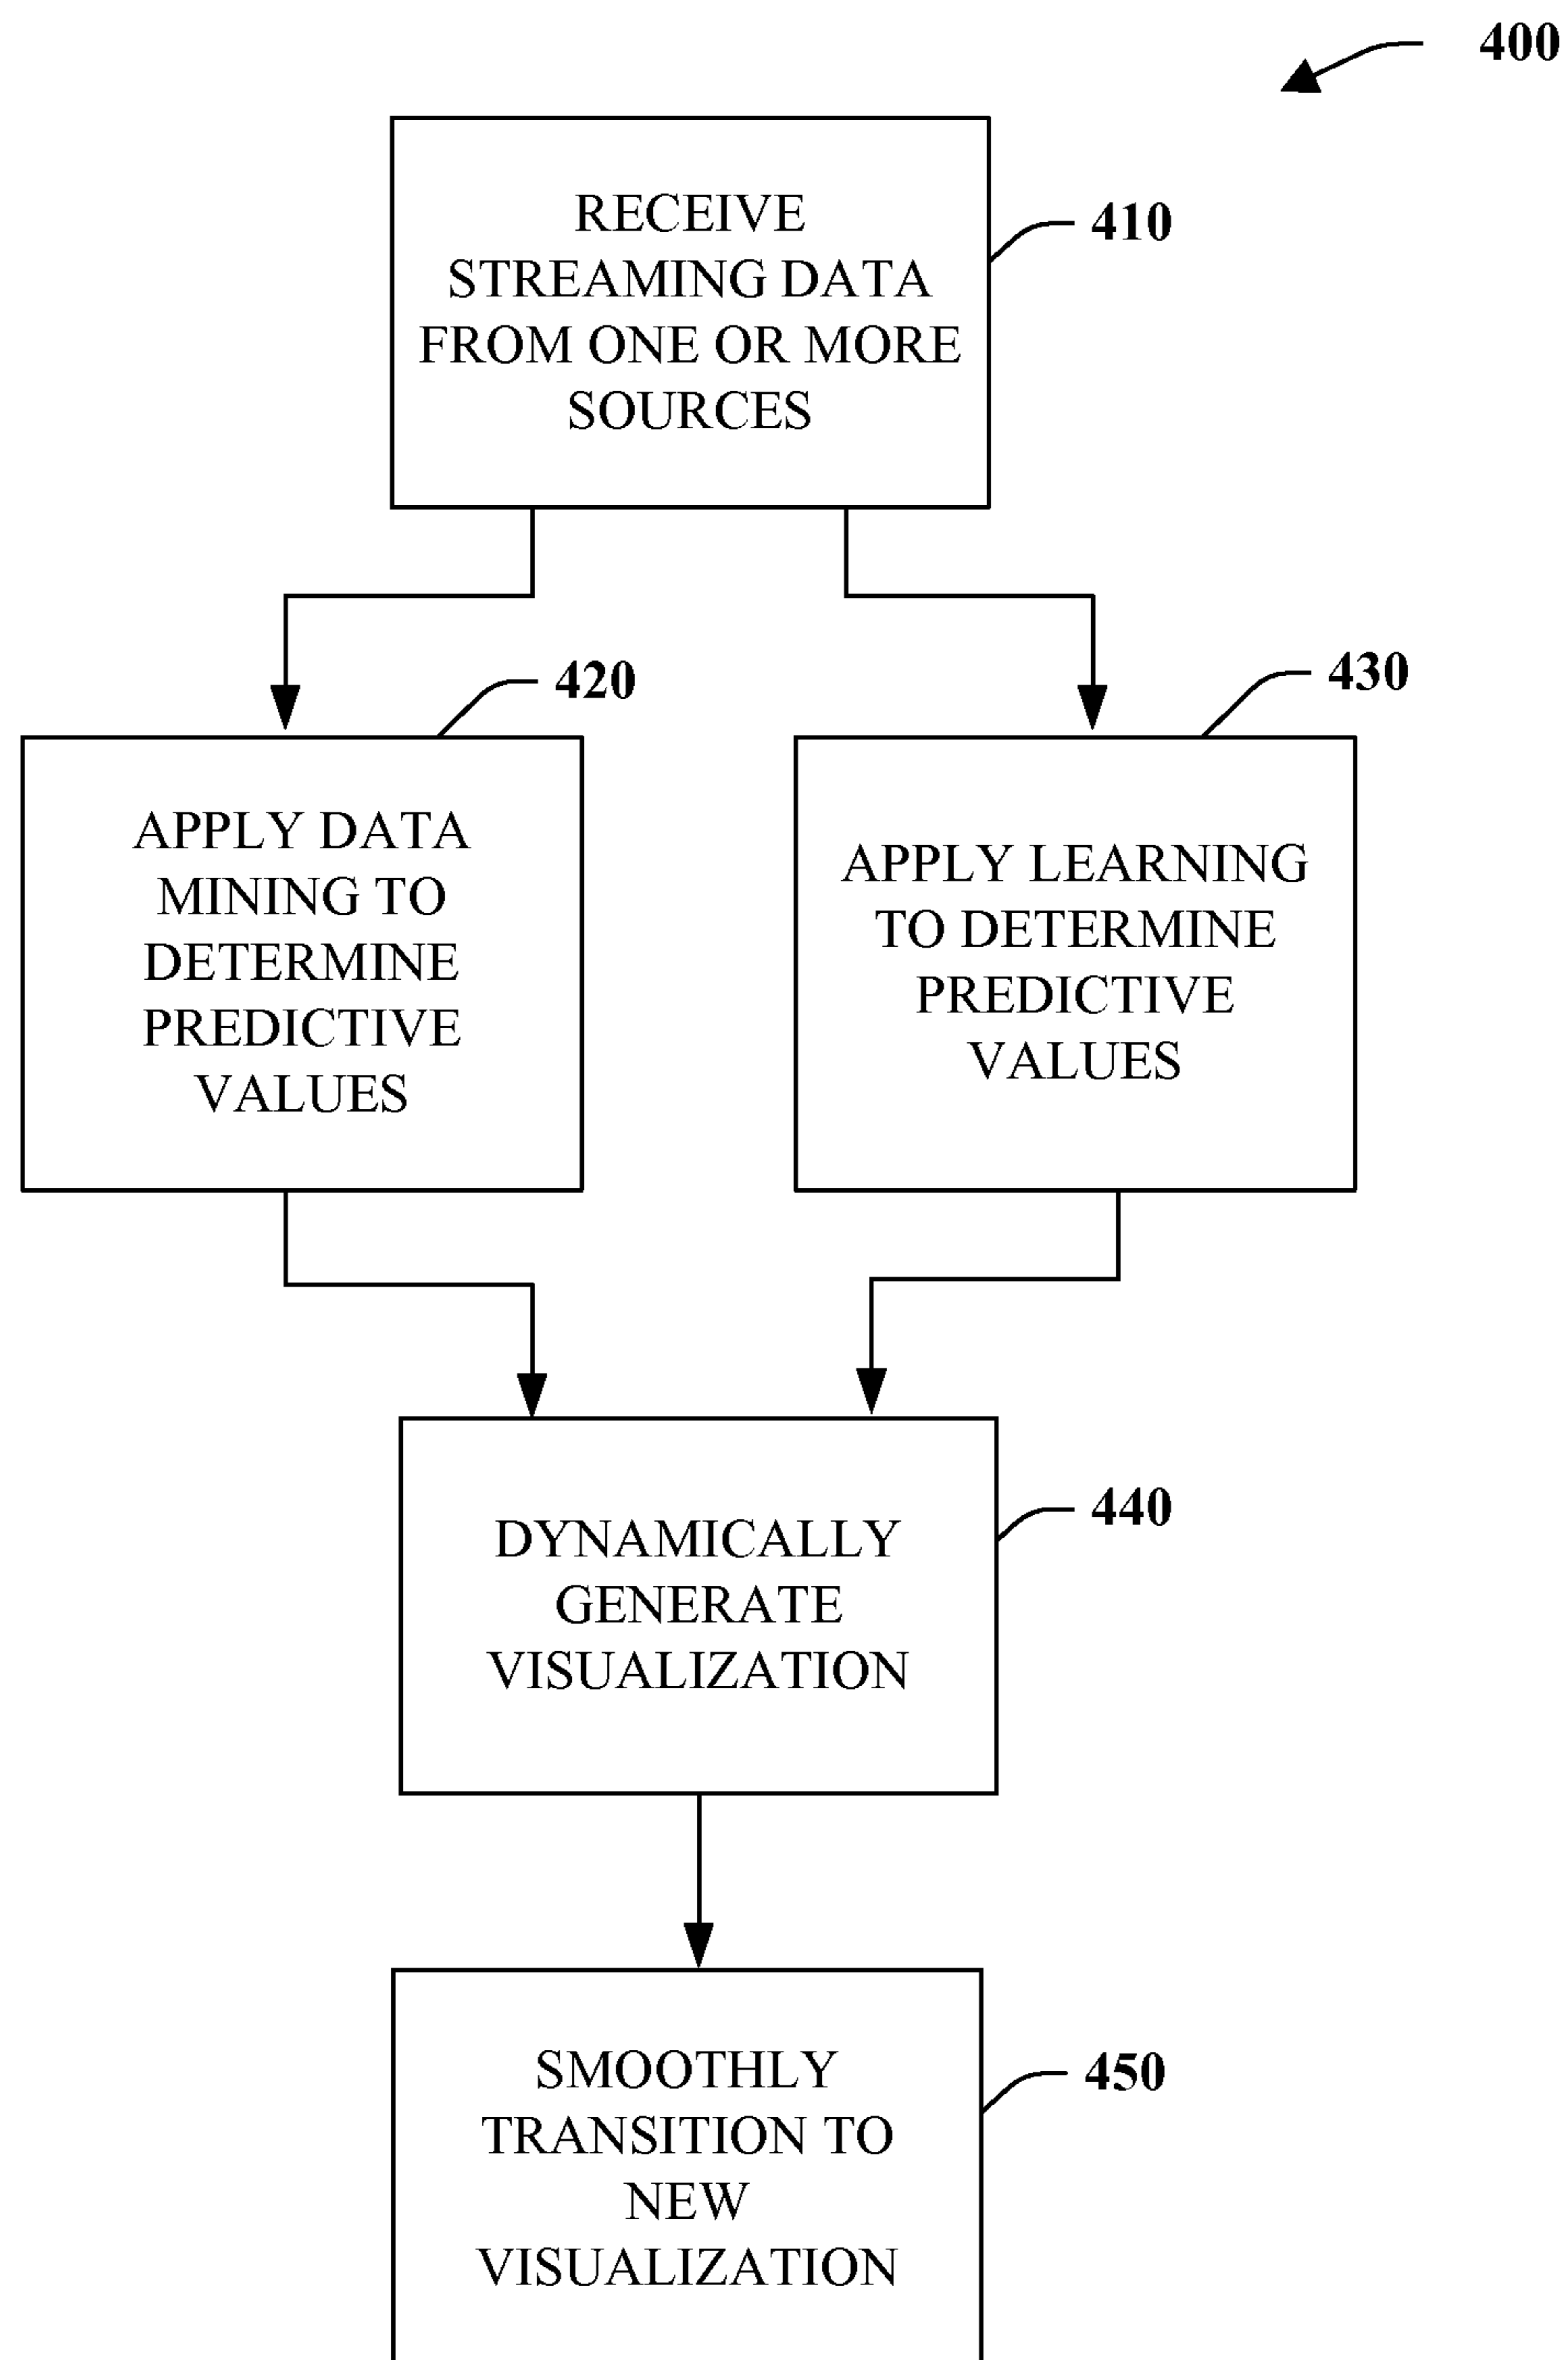 400
RECEIVE
STREAMING DATA
FROM ONE OR MORE
SOURCES
410
420
APPLY DATA
MINING TO
DETERMINE
PREDICTIVE
VALUES
430
APPLY LEARNING
TO DETERMINE
PREDICTIVE
VALUES
DYNAMICALLY
GENERATE
VISUALIZATION
440
SMOOTHLY
TRANSITION TO
NEW
VISUALIZATION
450